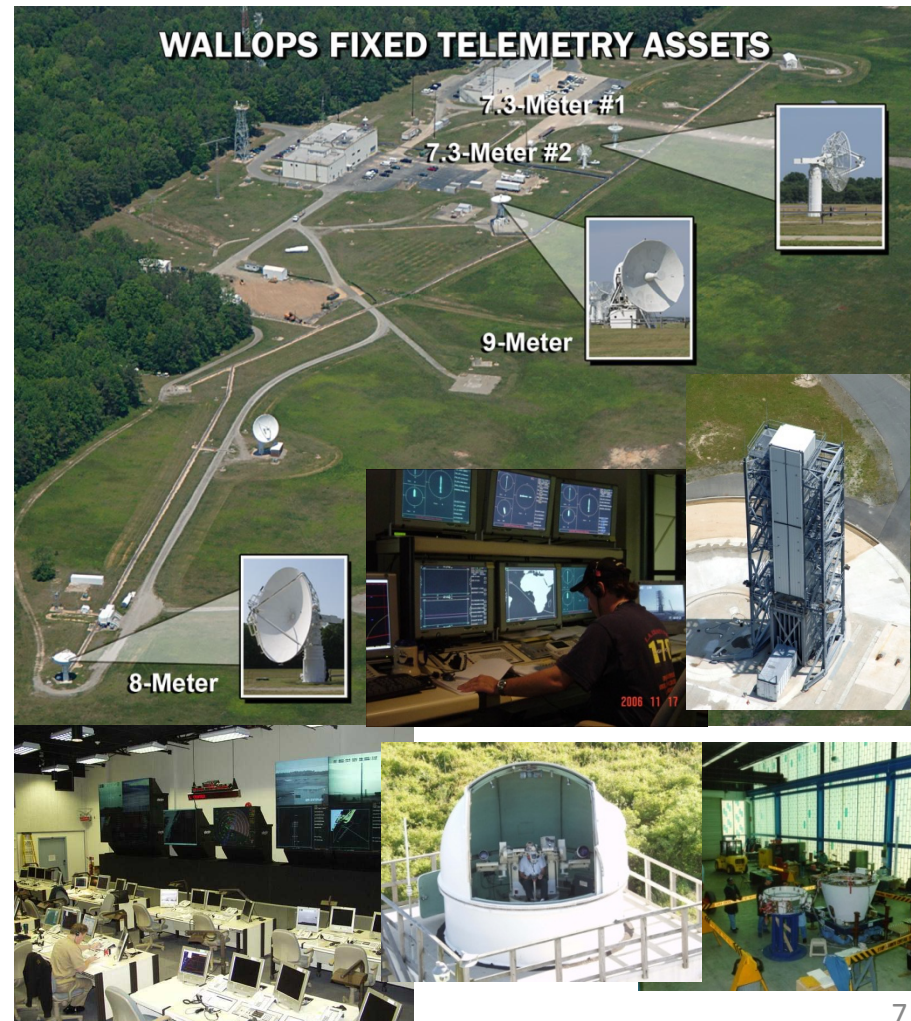 WALLOPS FIXED TELEMETRY ASSETS
7.3-Meter #1
7.3-Meter #2
9-Meter
8-Meter
2006 11 17
7